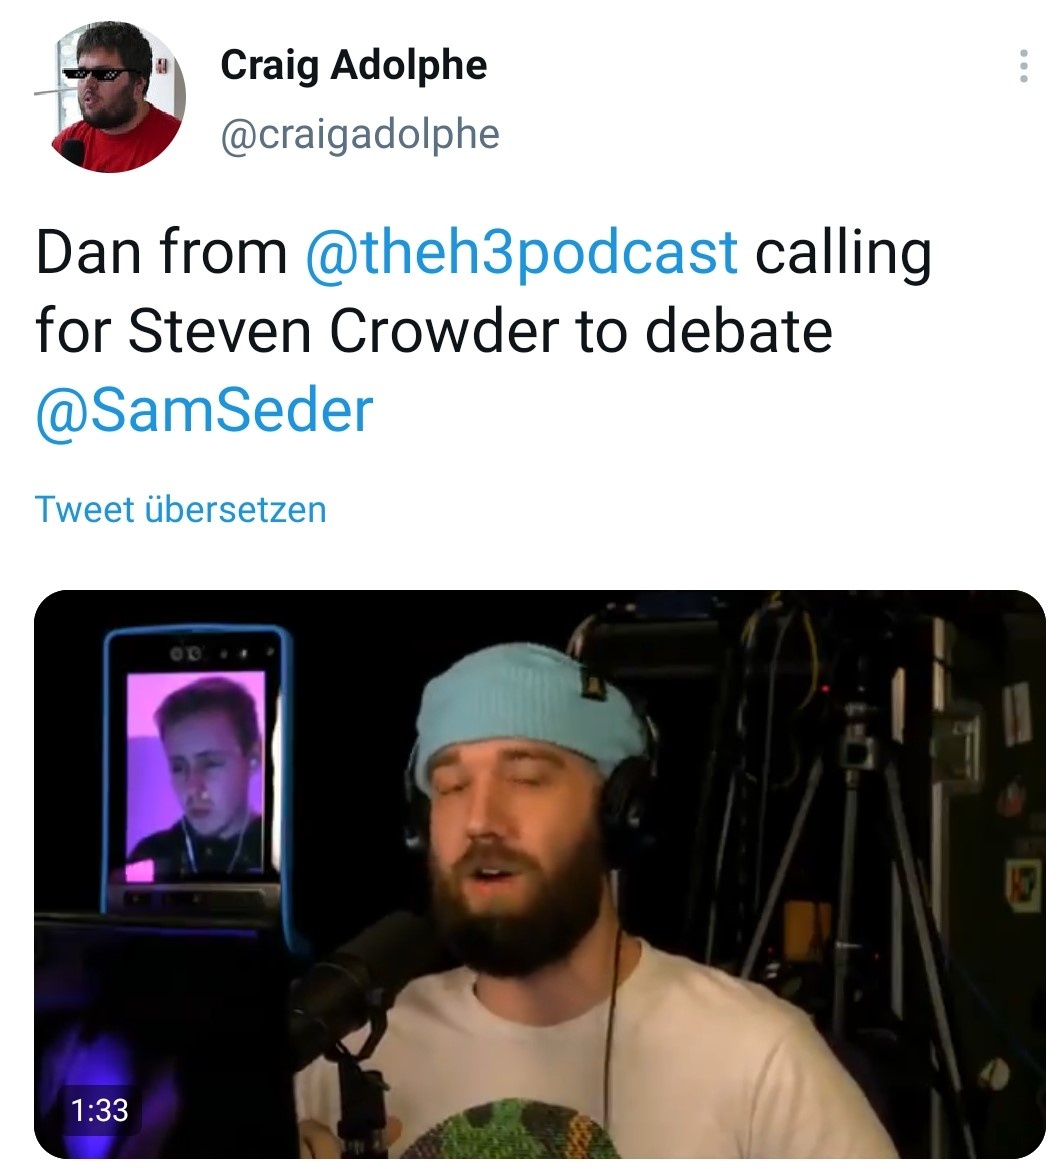 Craig Adolphe
@craigadolphe
Dan from @theh3podcast calling
for Steven Crowder to debate
@SamSeder
Tweet übersetzen
1:33